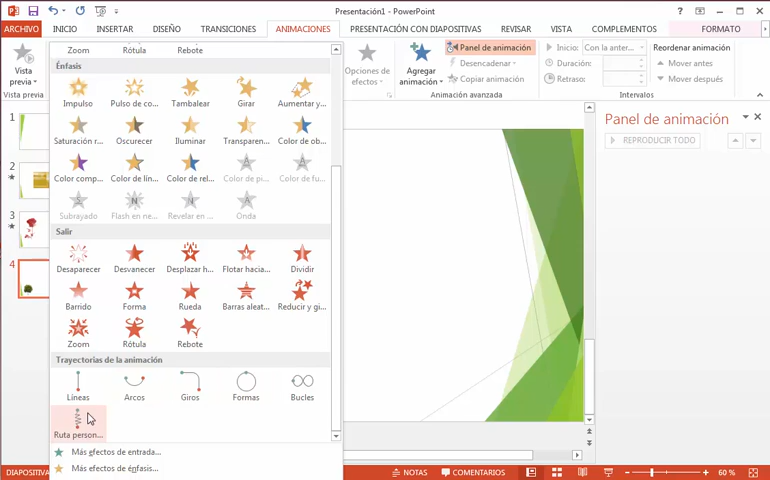 Presentación1 - PowerPoint
ARCHIVO INICIO INSERTAR DISEÑO TRANSICIONES ANIMACIONES PRESENTACIÓN CON DIAPOSITIVAS REVISAR VISTA COMPLEMENTOS FORMATO
Vista previa
Vista previa
Opciones de efectos
Agregar animación
Panel de animación
Desencadenar
Copiar animación
Animación avanzada
Inicio: Con la anter...
Duración:
Retraso:
Reordenar animación
Mover antes
Mover después
Intervalos
Zoom Rótula Rebote
Énfasis
Impulso Pulso de co... Tambalear Girar Aumentar y...
Saturación r... Oscurecer Iluminar Transparen... Color de ob...
Color comp... Color de lín... Color de rel... Color de pi... Color de fu...
Subrayado Flash en ne... Revelar en ... Onda
Salir
Desaparecer Desvanecer Desplazar h... Flotar hacia... Dividir
Barrido Forma Rueda Barras aleat... Reducir y gi...
Zoom Rótula Rebote
Trayectorias de la animación
Líneas Arcos Giros Formas Bucles
Ruta person...
Más efectos de entrada...
Más efectos de énfasis...
1
2
3
4
Panel de animación
REPRODUCIR TODO
DIAPOSITIV
NOTAS COMENTARIOS 60 %